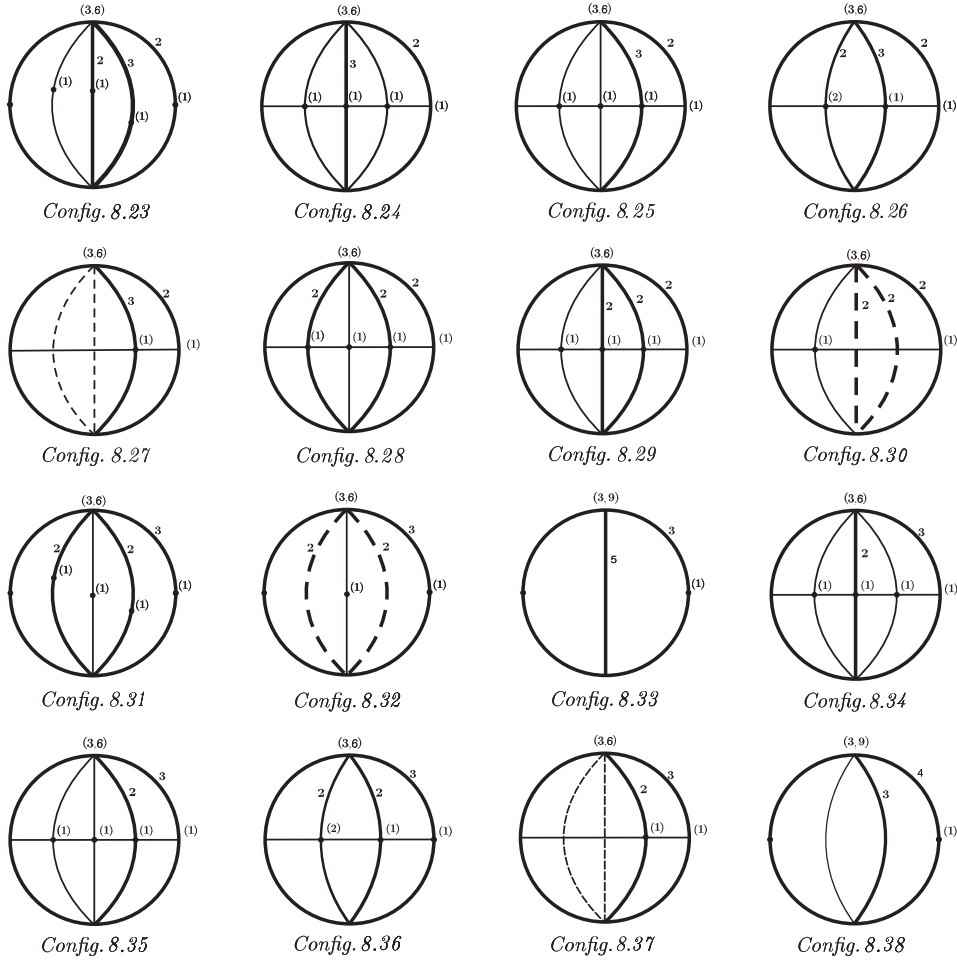 (3,6) (3,6) (3,6) (3,6)
2 2 3 2 3 3 2 2 3 2
(1) (1) (1) (1) (1) (1) (1) (1) (1) (1) (1) (1) (2) (1) (1)
Config. 8.23 Config. 8.24 Config. 8.25 Config. 8.26
(3,6) (3,6) (3,6) (3,6)
3 2 2 2 2 2 2 2 2 2 2
(1) (1) (1) (1) (1) (1) (1) (1) (1) (1) (1) (1)
Config. 8.27 Config. 8.28 Config. 8.29 Config. 8.30
(3,6) (3,6) (3,9) (3,6)
2 2 3 2 2 3 5 3 2 3
(1) (1) (1) (1) (1) (1) (1) (1) (1) (1) (1)
Config. 8.31 Config. 8.32 Config. 8.33 Config. 8.34
(3,6) (3,6) (3,6) (3,9)
2 3 2 2 3 2 3 3 4
(1) (1) (1) (1) (2) (1) (1) (1) (1) (1)
Config. 8.35 Config. 8.36 Config. 8.37 Config. 8.38